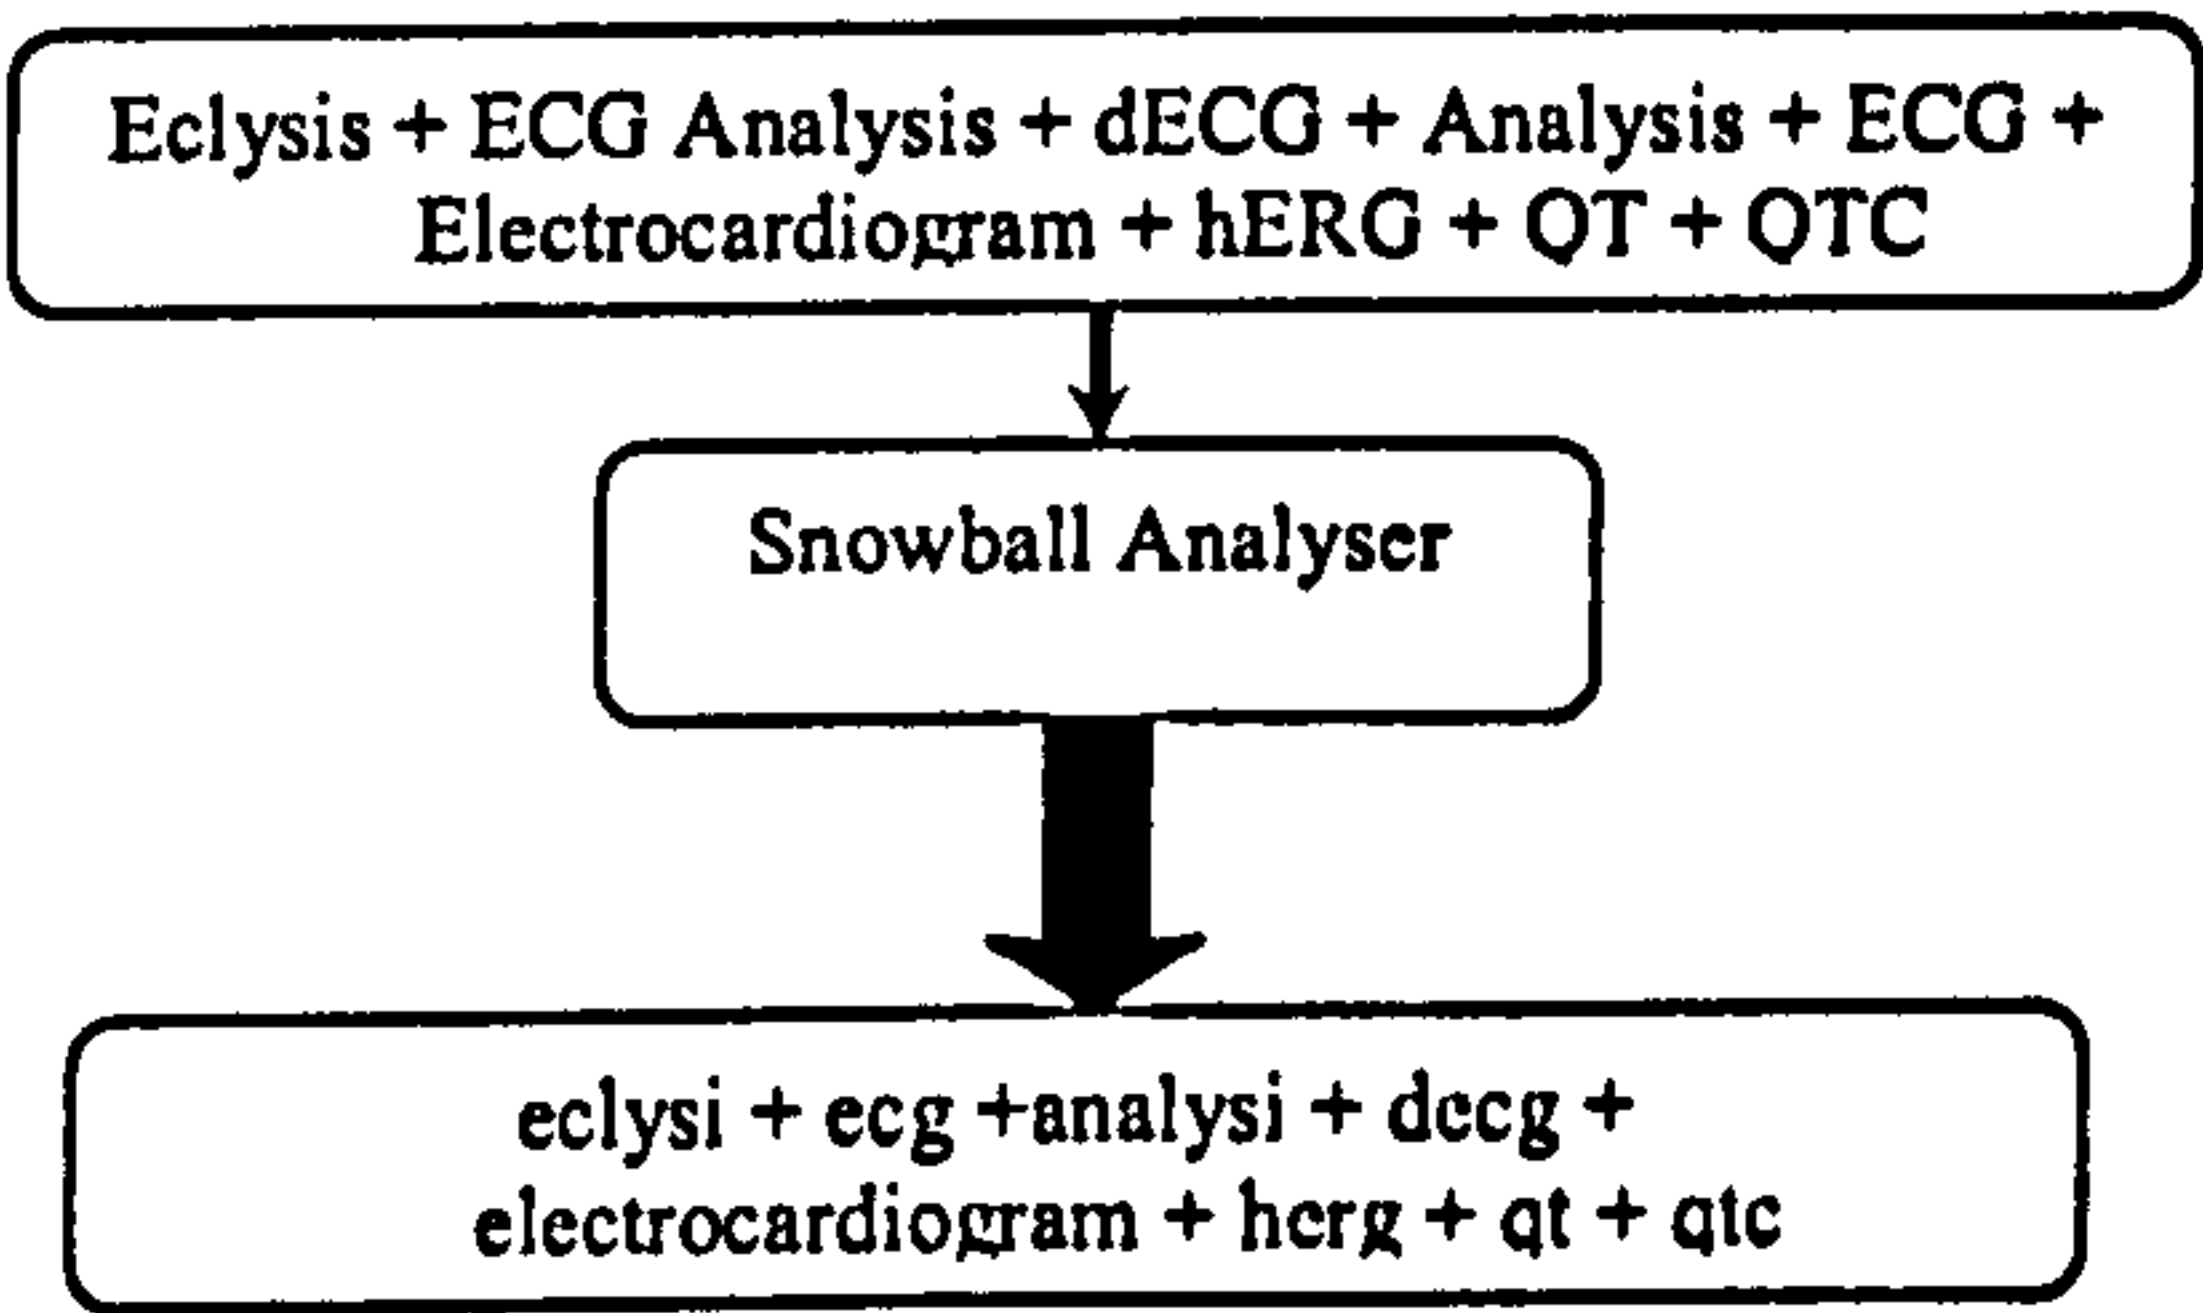 Eclysis + ECG Analysis + dECG + Analysis + ECG +
Electrocardiogram + hERG + QT + QTC
Snowball Analyser
eclysi + ecg +analysi + decg +
electrocardiogram + herg + qt + qtc